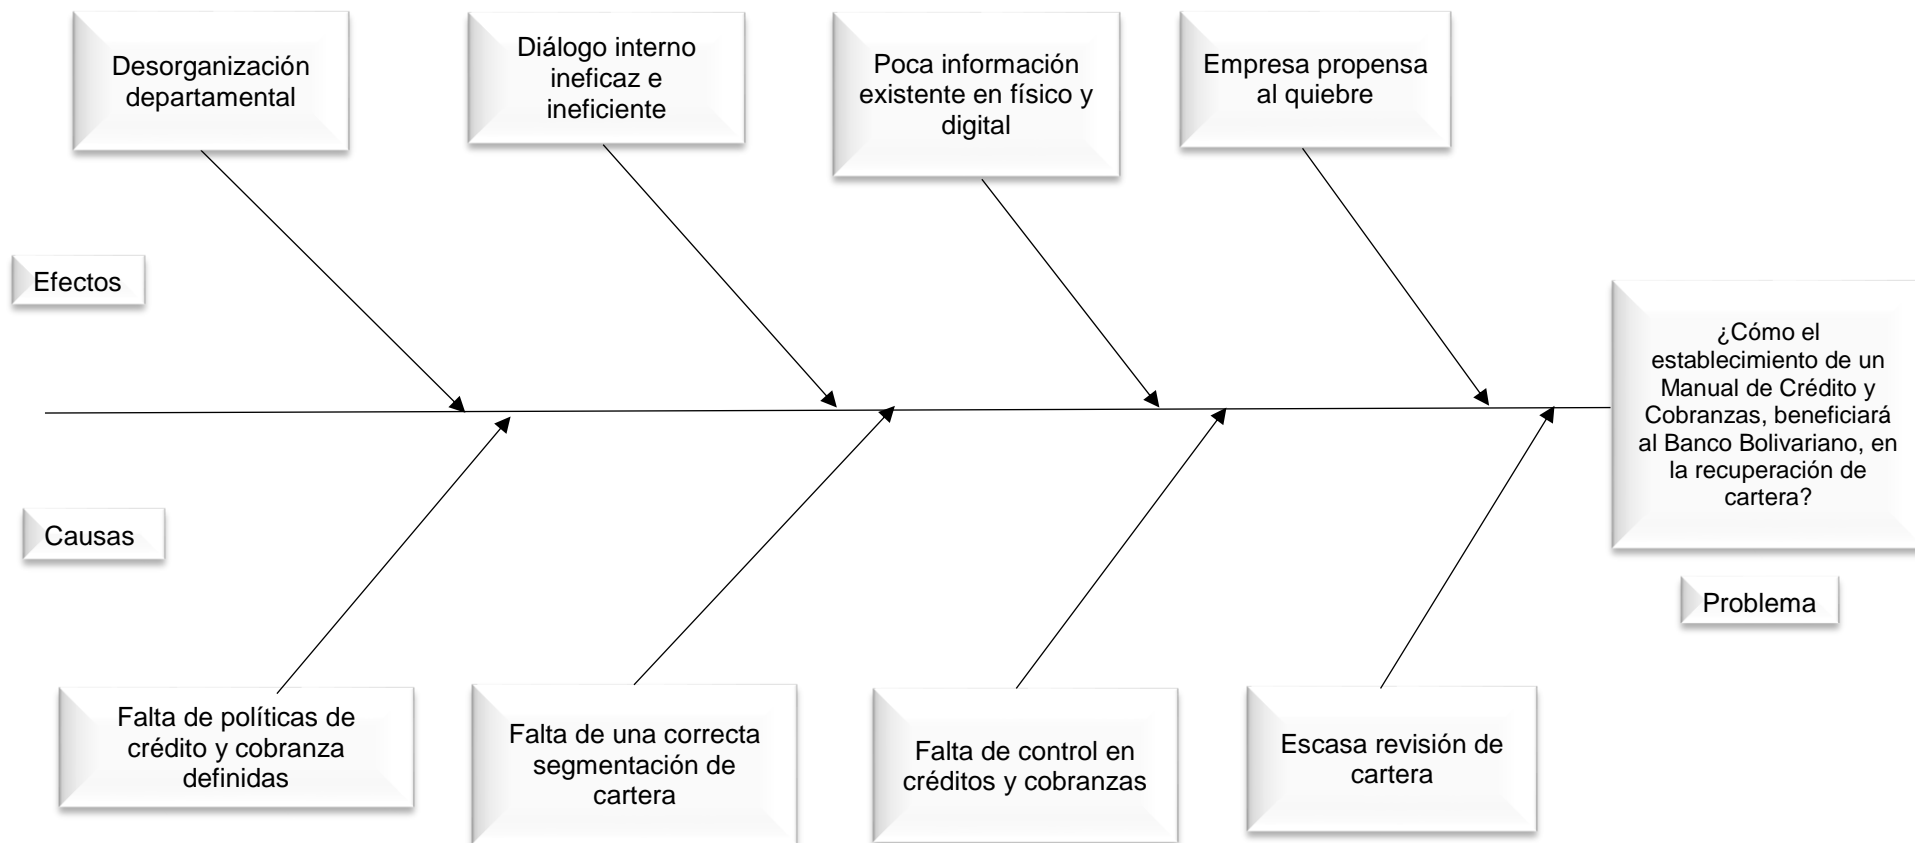 Desorganización
departamental
Diálogo interno
ineficaz e
ineficiente
Poca información
existente en físico y
digital
Empresa propensa
al quiebre
Efectos
¿Cómo el
establecimiento de un
Manual de Crédito y
Cobranzas, beneficiará
al Banco Bolivariano, en
la recuperación de
cartera?
Causas
Problema
Falta de políticas de
crédito y cobranza
definidas
Falta de una correcta
segmentación de
cartera
Falta de control en
créditos y cobranzas
Escasa revisión de
cartera